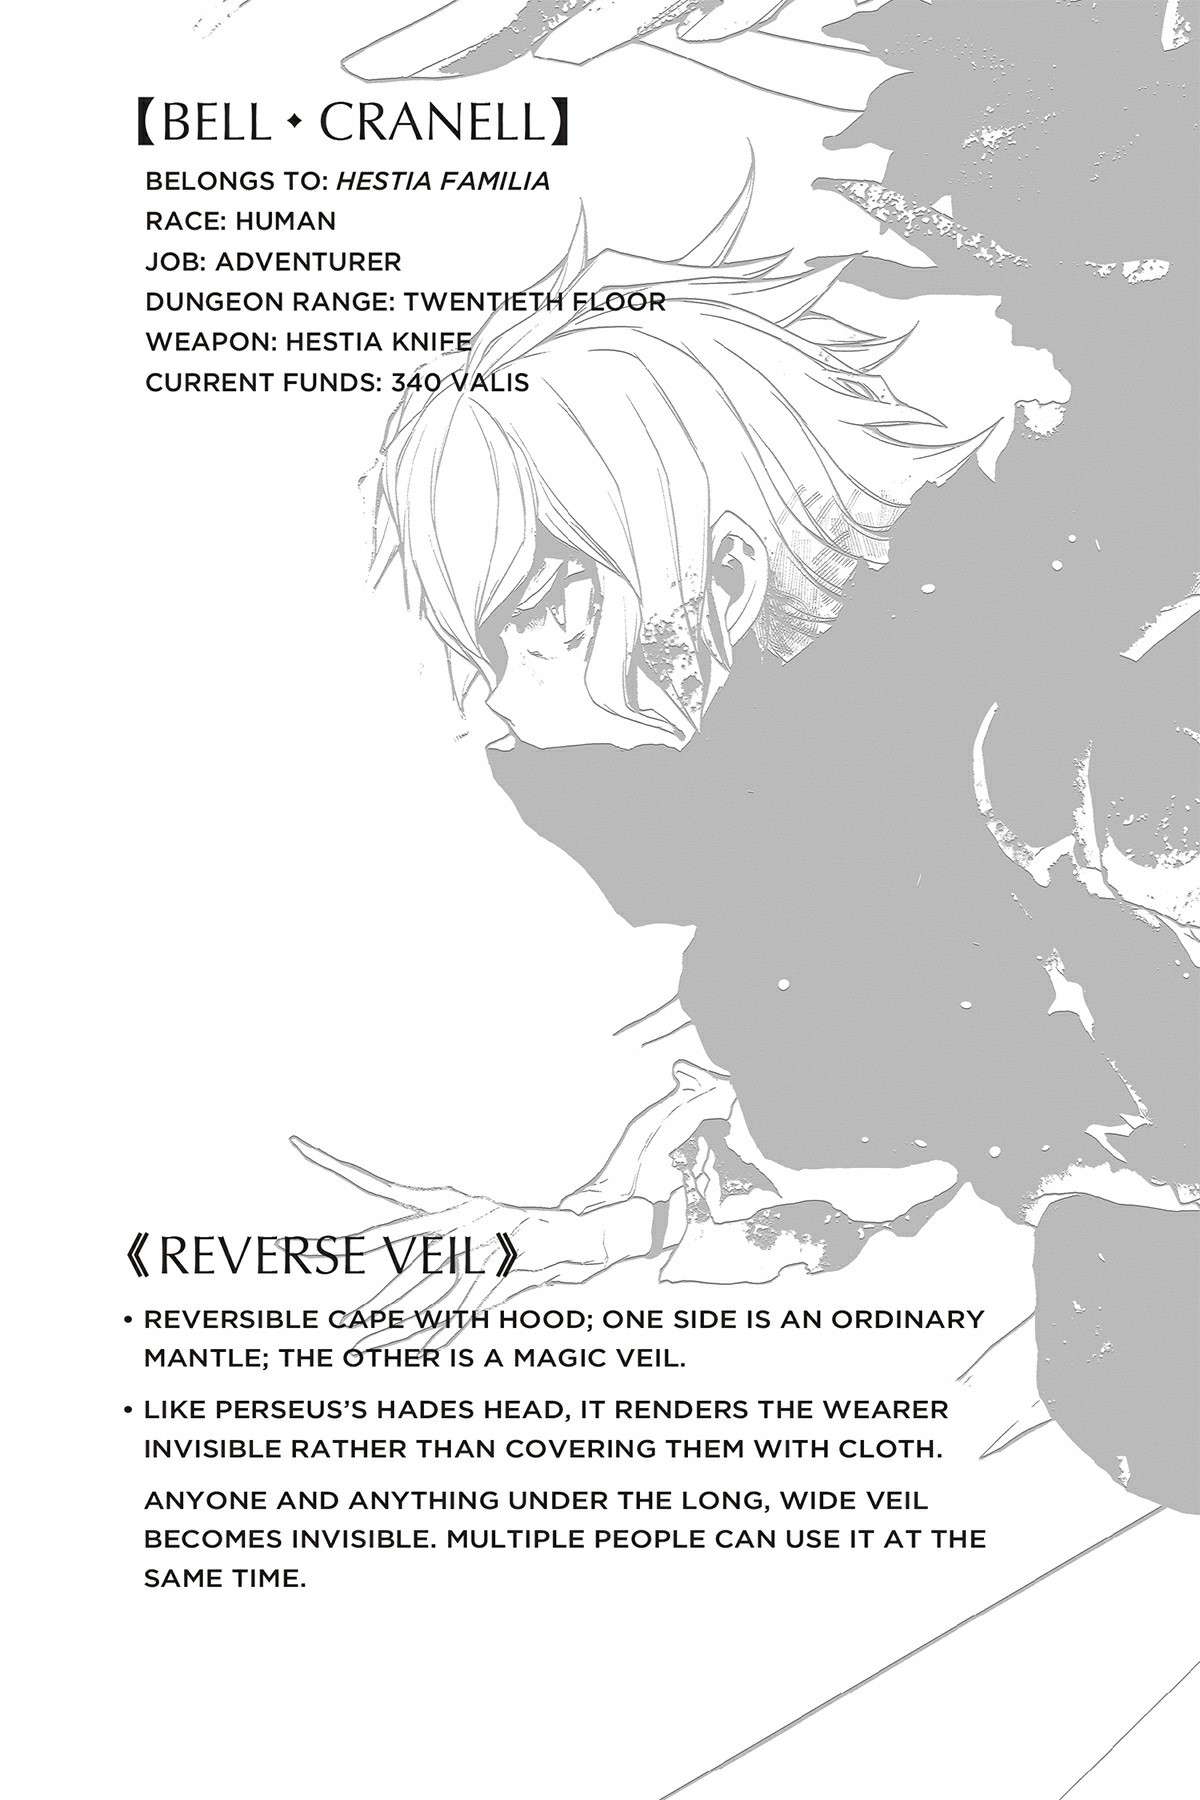 【BELL ✦ CRANELL】
BELONGS TO: HESTIA FAMILIA
RACE: HUMAN
JOB: ADVENTURER
DUNGEON RANGE: TWENTIETH FLOOR
WEAPON: HESTIA KNIFE
CURRENT FUNDS: 340 VALIS
《REVERSE VEIL》
• REVERSIBLE CAPE WITH HOOD; ONE SIDE IS AN ORDINARY
MANTLE; THE OTHER IS A MAGIC VEIL.
• LIKE PERSEUS’S HADES HEAD, IT RENDERS THE WEARER
INVISIBLE RATHER THAN COVERING THEM WITH CLOTH.
ANYONE AND ANYTHING UNDER THE LONG, WIDE VEIL
BECOMES INVISIBLE. MULTIPLE PEOPLE CAN USE IT AT THE
SAME TIME.